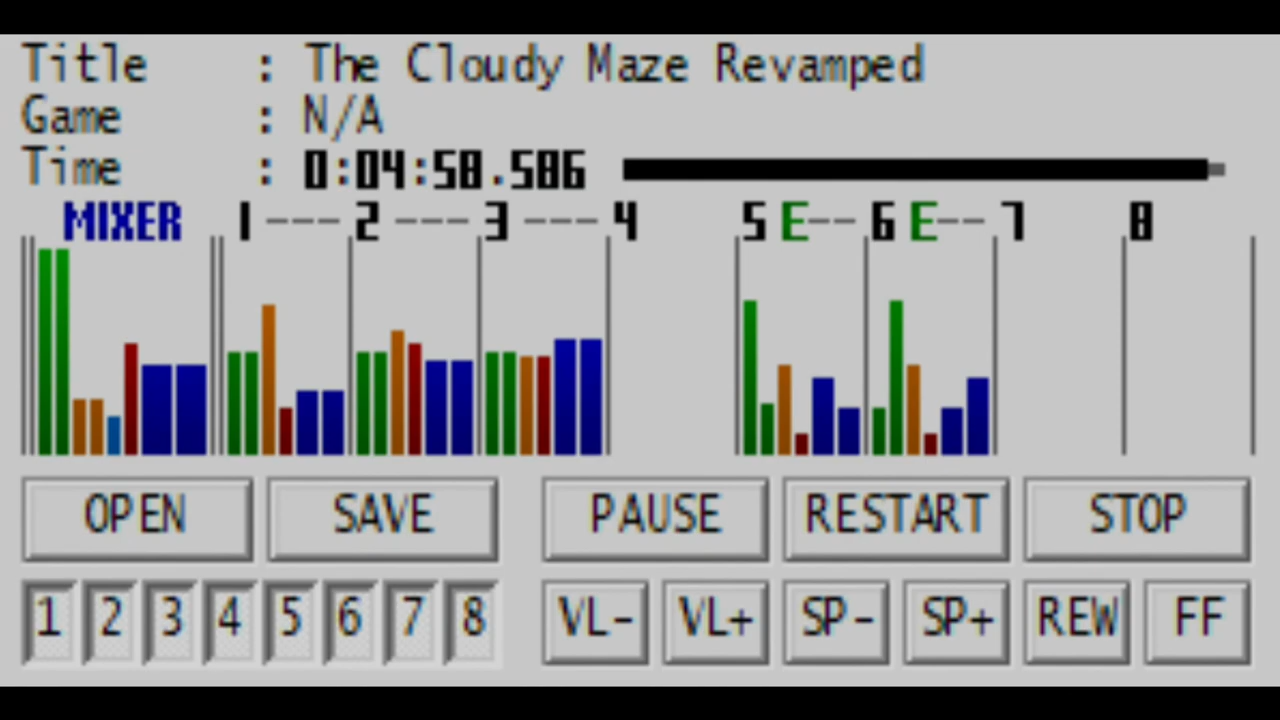 Title : The Cloudy Maze Revamped
Game : N/A
Time : 0:04:58.586
MIXER 1---2---3---4 5E--6E--7 8
OPEN SAVE PAUSE RESTART STOP
1 2 3 4 5 6 7 8 VL- VL+ SP- SP+ REW FF